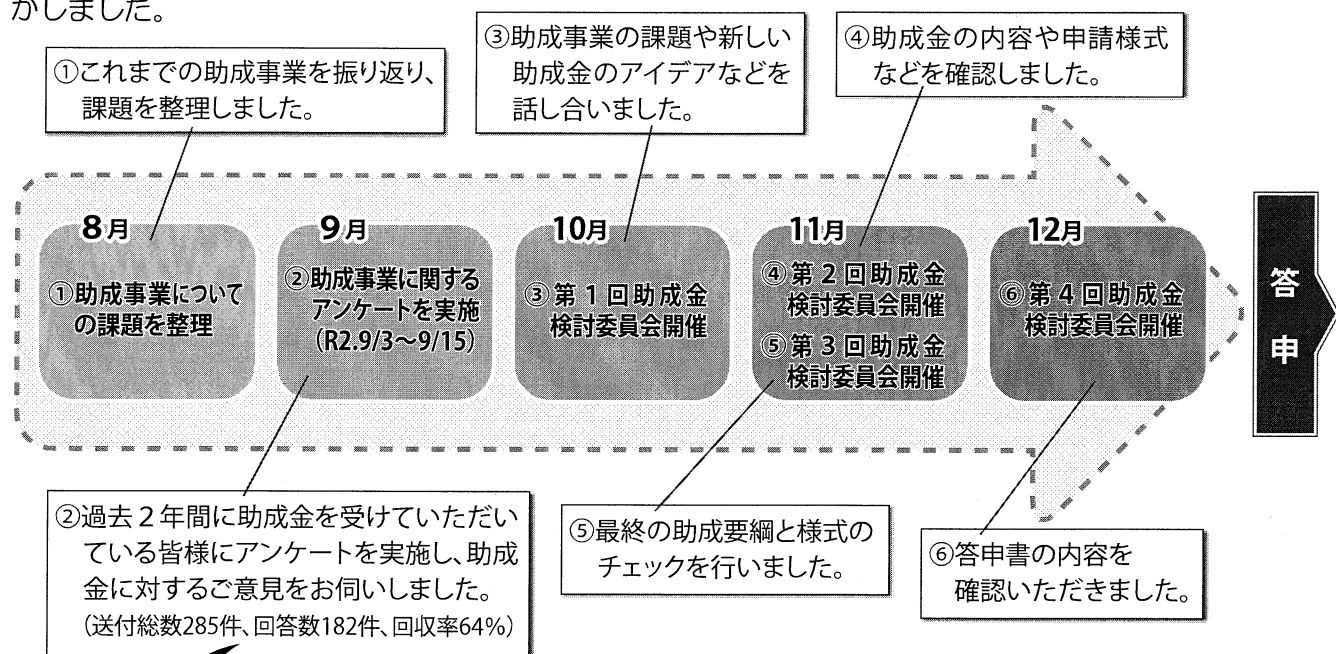 かしました。
①これまでの助成事業を振り返り、
課題を整理しました。
③助成事業の課題や新しい
助成金のアイデアなどを
話し合いました。
④助成金の内容や申請様式
などを確認しました。
8月
①助成事業について
の課題を整理
9月
②助成事業に関する
アンケートを実施
(R2.9/3～9/15)
10月
③第1回助成金
検討委員会開催
11月
④第2回助成金
検討委員会開催
⑤第3回助成金
検討委員会開催
12月
⑥第4回助成金
検討委員会開催
答申
②過去2年間に助成金を受けていただい
ている皆様にアンケートを実施し、助成
金に対するご意見をお伺いしました。
(送付総数285件、回答数182件、回収率64%)
⑤最終の助成要綱と様式の
チェックを行いました。
⑥答申書の内容を
確認いただきました。